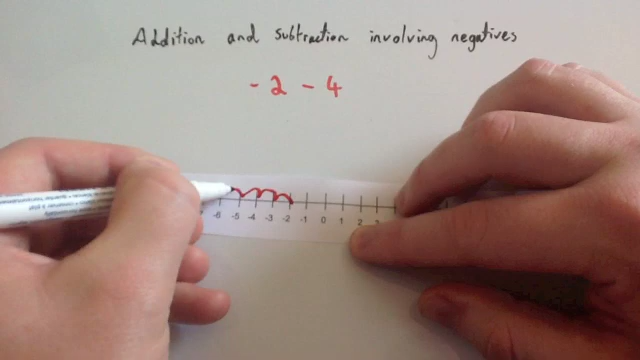 Addition and subtraction involving negatives
- 2 - 4
-6 -5 -4 -3 -2 -1 0 1 2 3